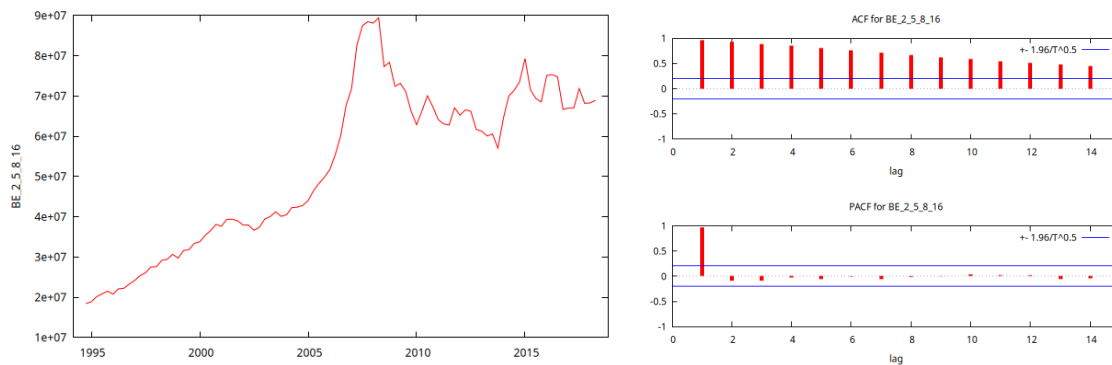 BE_2_5_8_16
9e+07
8e+07
7e+07
6e+07
5e+07
4e+07
3e+07
2e+07
1e+07
1995 2000 2005 2010 2015
ACF for BE_2_5_8_16
+- 1.96/T^0.5
1
0.5
0
-0.5
-1
0 2 4 6 8 10 12 14
lag
PACF for BE_2_5_8_16
+- 1.96/T^0.5
1
0.5
0
-0.5
-1
0 2 4 6 8 10 12 14
lag